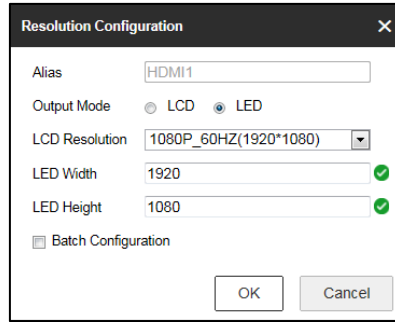 Resolution Configuration
Alias HDMI1
Output Mode LCD LED
LCD Resolution 1080P_60HZ(1920*1080)
LED Width 1920
LED Height 1080
Batch Configuration
OK Cancel